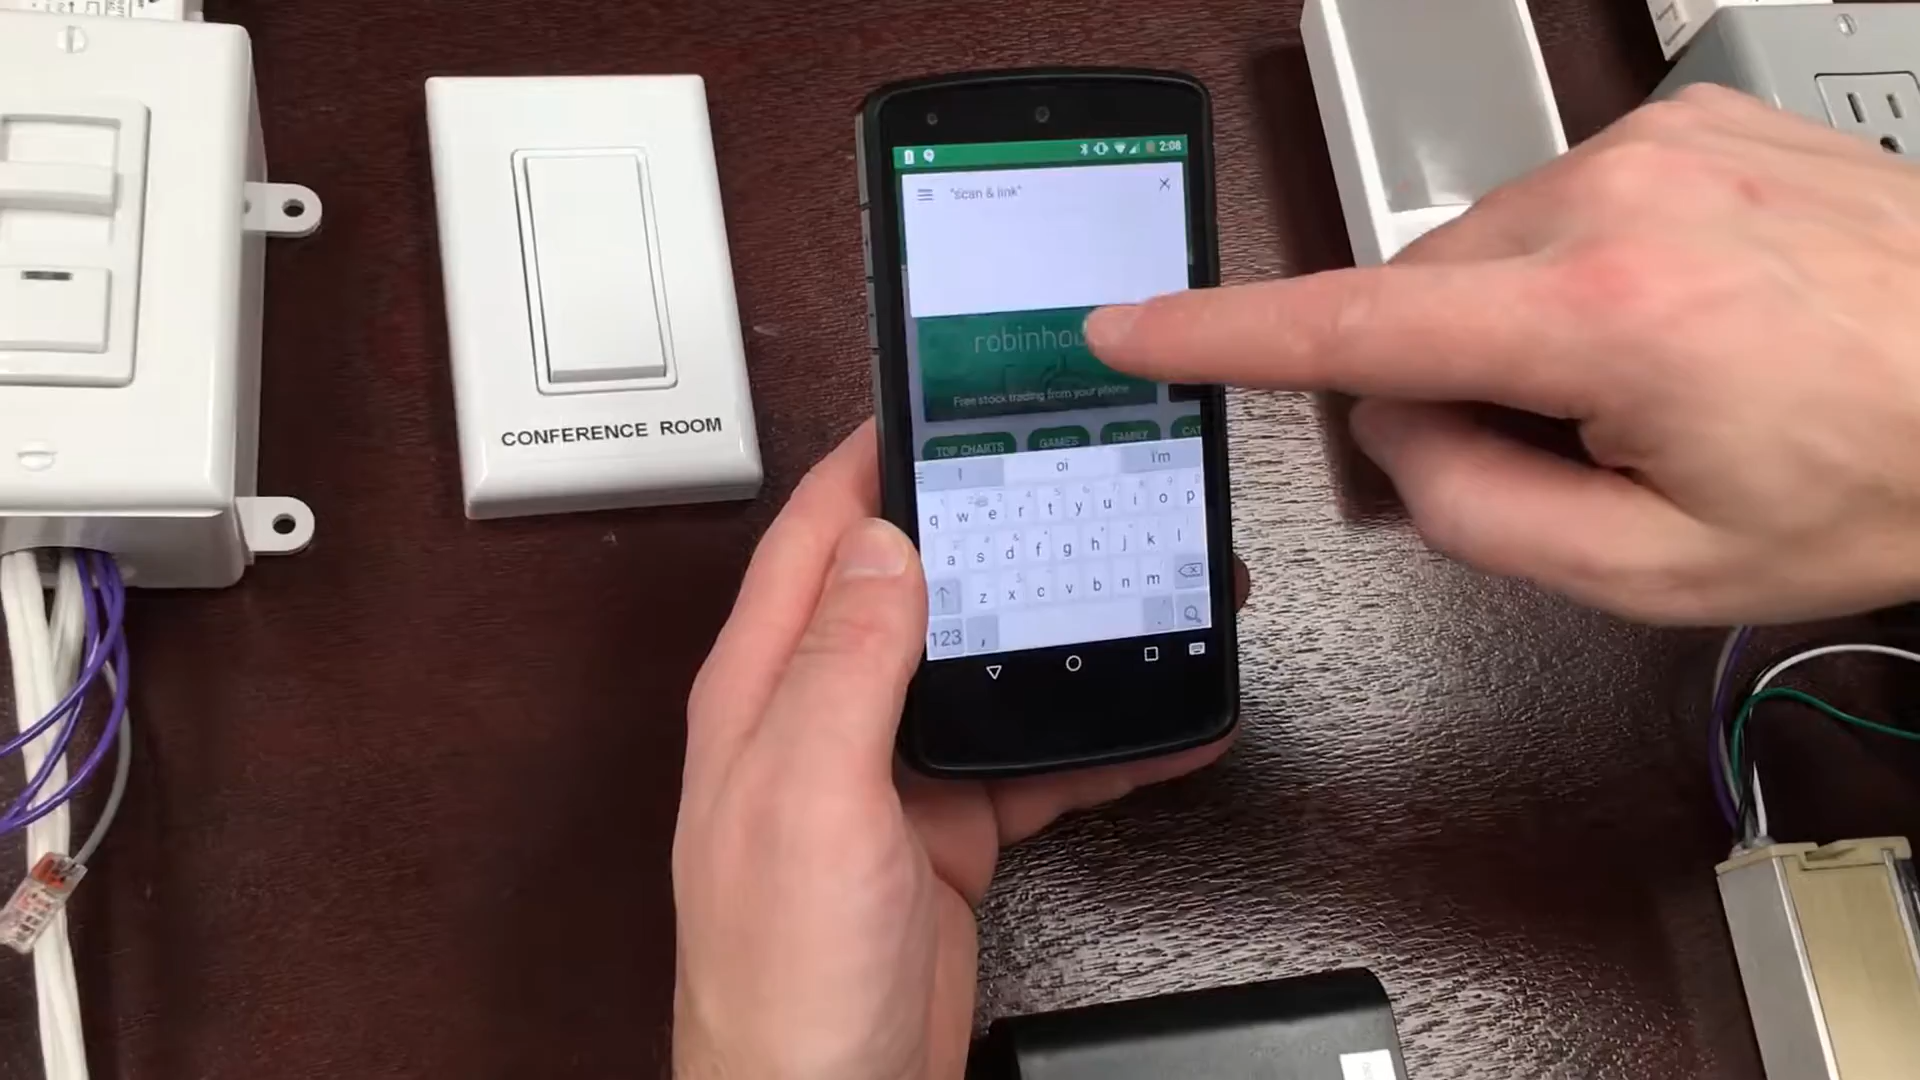 CONFERENCE ROOM
2:08
"scan & link"
robinhoo
Free stock trading from your phone
TOP CHARTS GAMES FAMILY CAT
I oi I'm
q w e r t y u i o p
a s d f g h j k l
z x c v b n m
123 , .